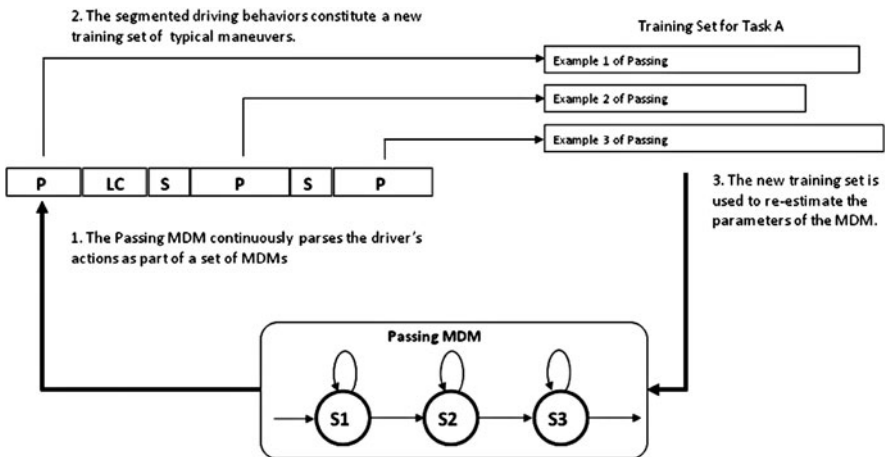 2. The segmented driving behaviors constitute a new
training set of typical maneuvers.
Training Set for Task A
Example 1 of Passing
Example 2 of Passing
Example 3 of Passing
P LC S P S P
3. The new training set is
used to re-estimate the
parameters of the MDM.
1. The Passing MDM continuously parses the driver's
actions as part of a set of MDMs
Passing MDM
S1 S2 S3